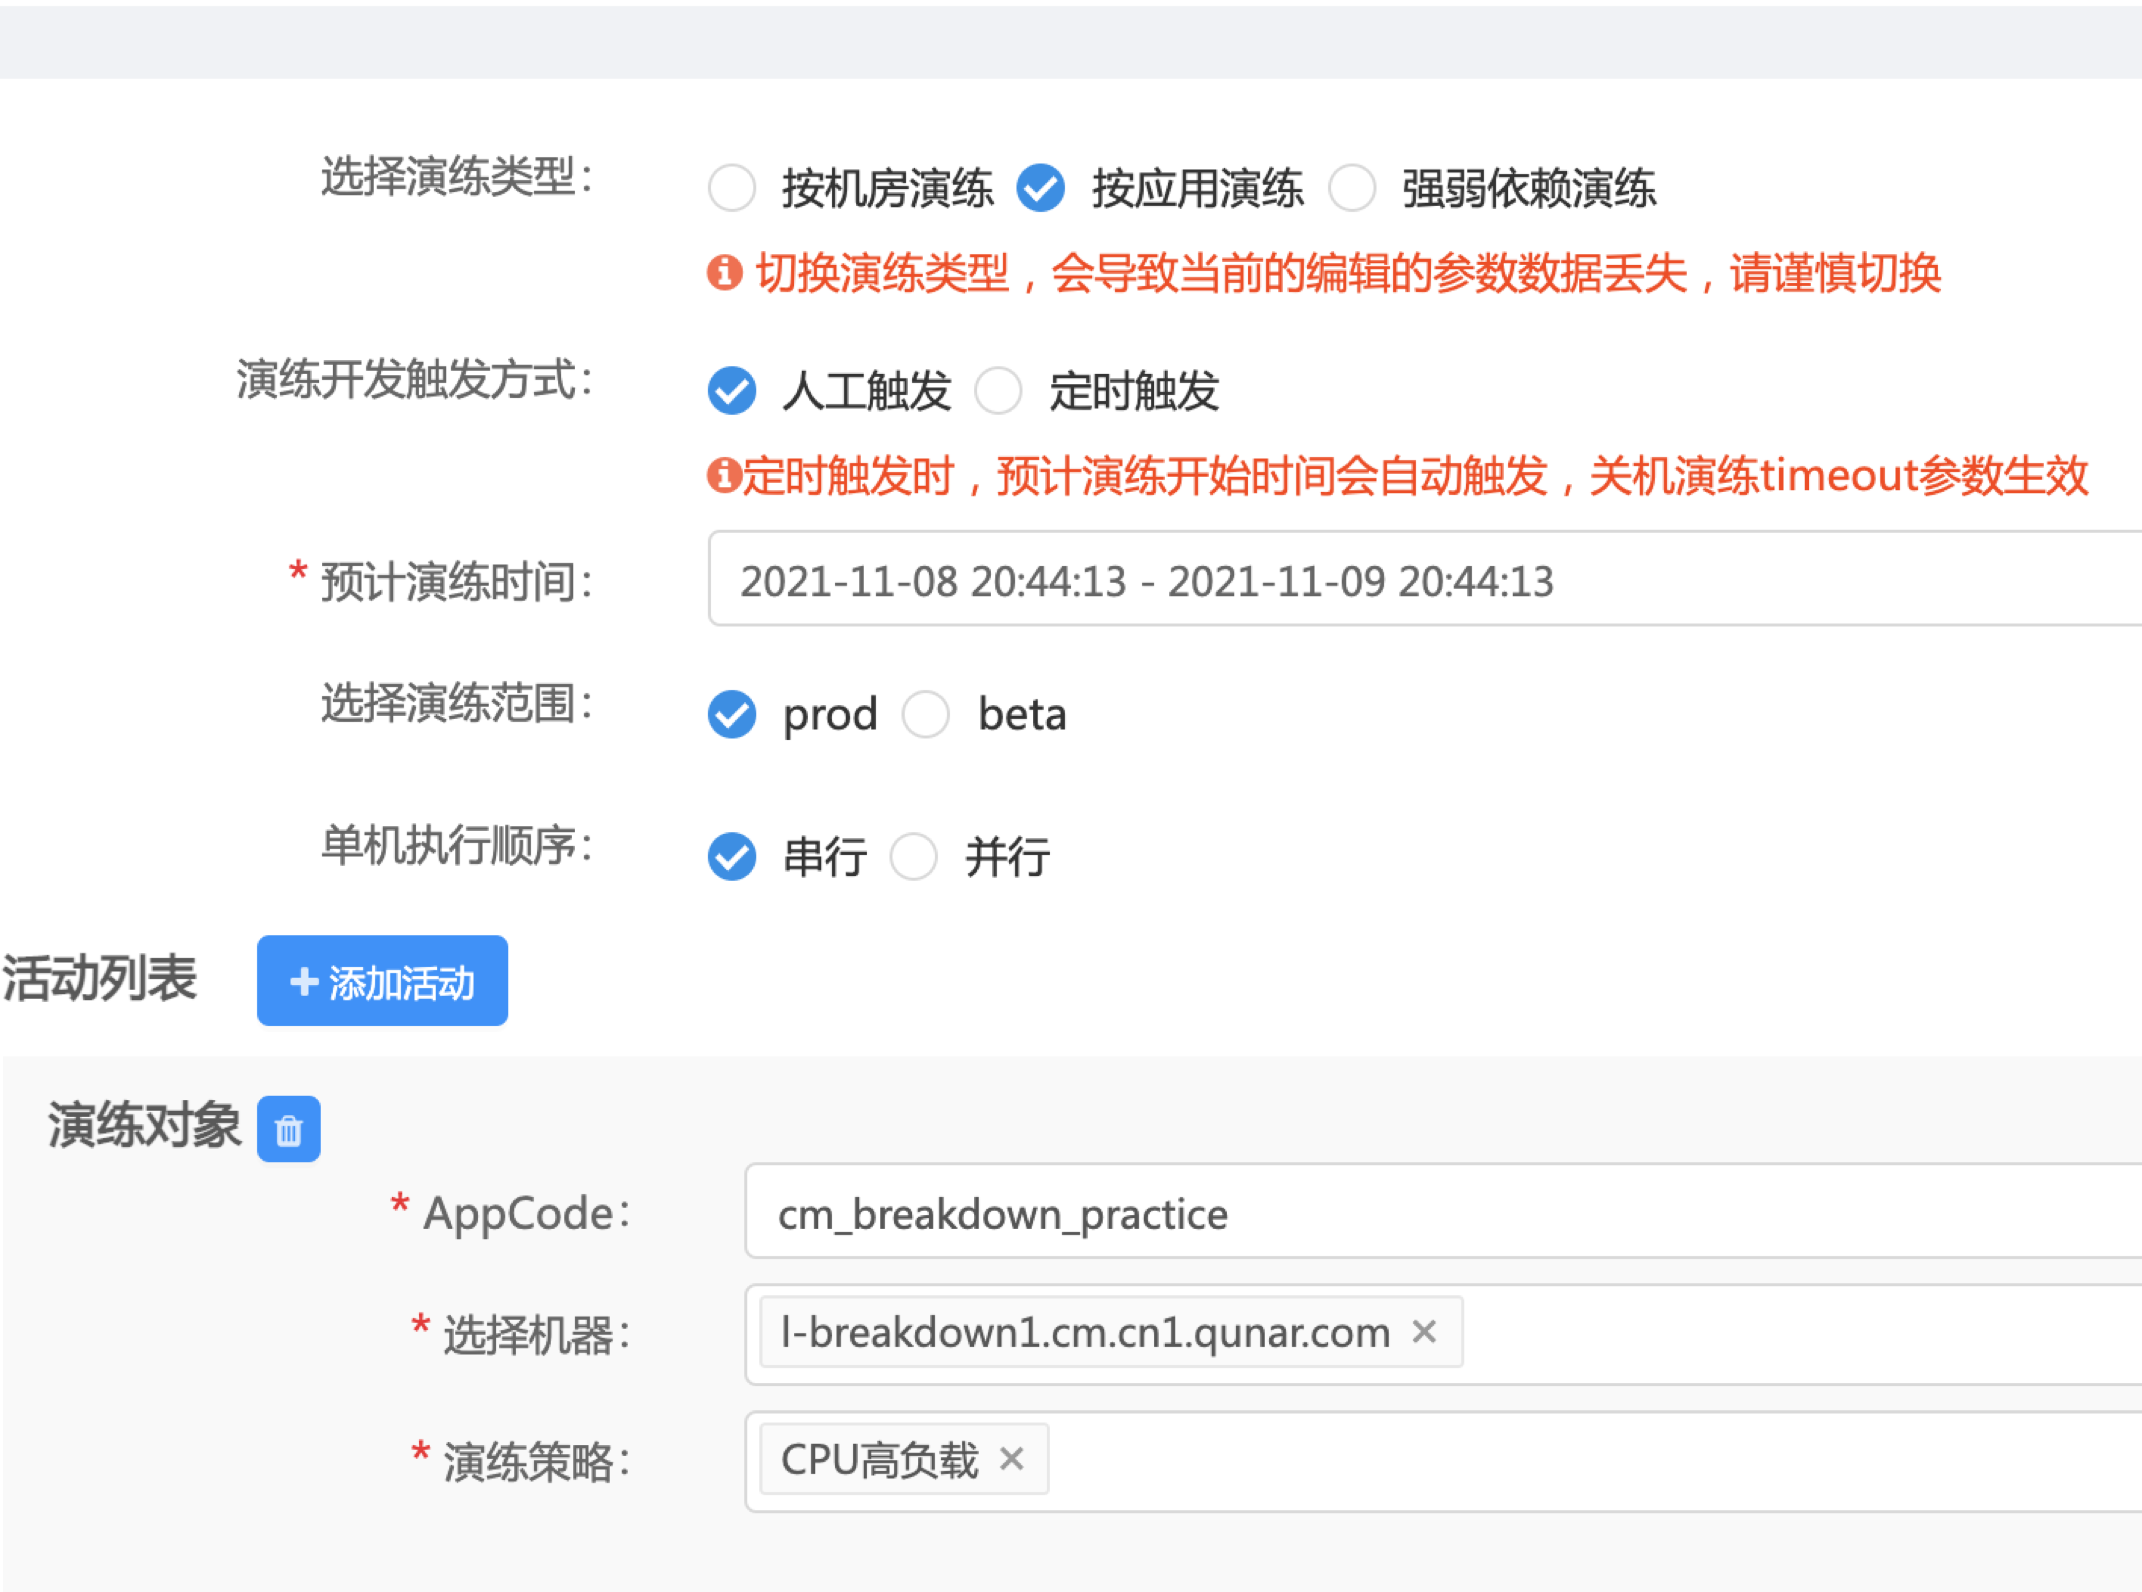 选择演练类型： 按机房演练 按应用演练 强弱依赖演练
切换演练类型，会导致当前的编辑的参数数据丢失，请谨慎切换
演练开发触发方式： 人工触发 定时触发
定时触发时，预计演练开始时间会自动触发，关机演练timeout参数生效
* 预计演练时间： 2021-11-08 20:44:13 - 2021-11-09 20:44:13
选择演练范围： prod beta
单机执行顺序： 串行 并行
活动列表 + 添加活动
演练对象
* AppCode： cm_breakdown_practice
* 选择机器： l-breakdown1.cm.cn1.qunar.com ×
* 演练策略： CPU高负载 ×